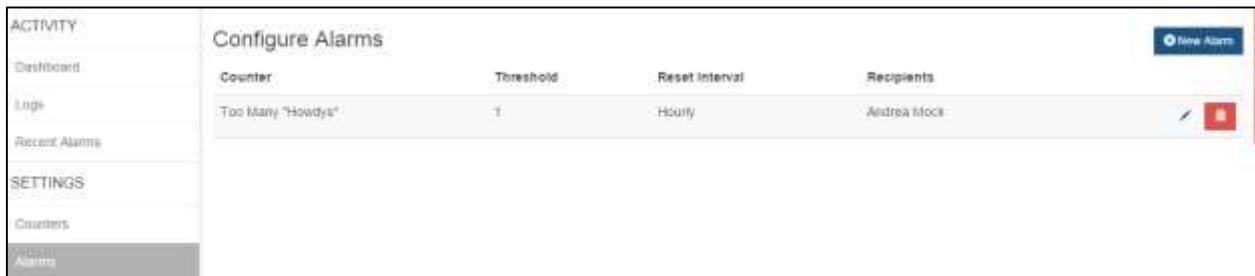 ACTIVITY
Dashboard
Logs
Recent Alarms
SETTINGS
Counters
Alarms
Configure Alarms
New Alarm
Counter Threshold Reset Interval Recipients
Too Many "Howdys" 1 Hourly Andrea Mock